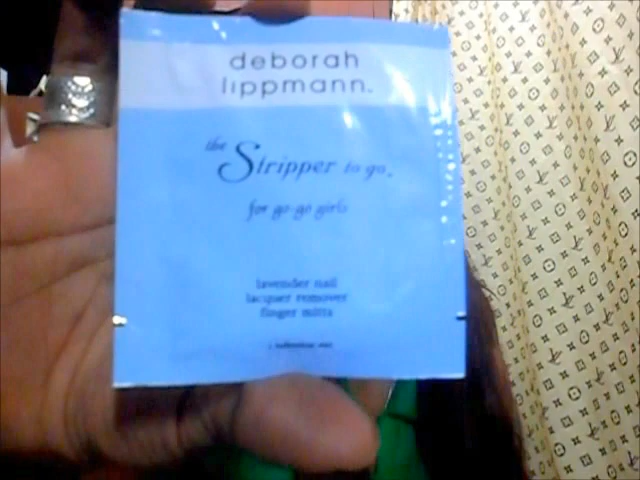 deborah
lippmann.
the Stripper to go.
for go-go girls
lavender nail
lacquer remover
finger mitts